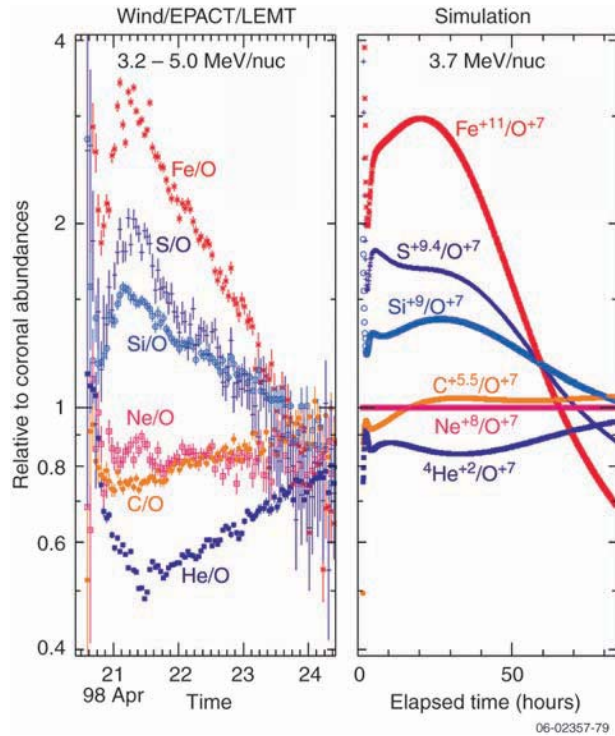 Wind/EPACT/LEMT
Simulation
3.2 – 5.0 MeV/nuc
3.7 MeV/nuc
Relative to coronal abundances
4
2
1
0.8
0.6
0.4
Fe/O
S/O
Si/O
Ne/O
C/O
He/O
Fe+11/O+7
S+9.4/O+7
Si+9/O+7
C+5.5/O+7
Ne+8/O+7
4He+2/O+7
21 22 23 24
98 Apr
Time
0 50
Elapsed time (hours)
06-02357-79